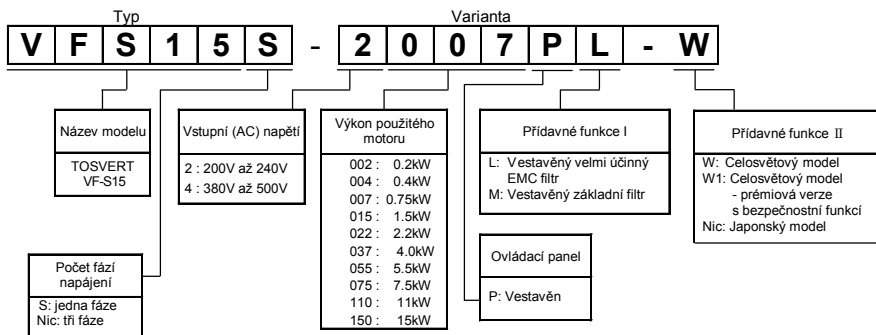 Typ
Varianta
V F S 1 5 S - 2 0 0 7 P L - W
Název modelu
TOSVERT
VF-S15
Počet fází
napájení
S: jedna fáze
Nic: tři fáze
Vstupní (AC) napětí
2 : 200V až 240V
4 : 380V až 500V
Výkon použitého
motoru
002 : 0.2kW
004 : 0.4kW
007 : 0.75kW
015 : 1.5kW
022 : 2.2kW
037 : 4.0kW
055 : 5.5kW
075 : 7.5kW
110 : 11kW
150 : 15kW
Přídavné funkce I
L: Vestavěný velmi účinný
EMC filtr
M: Vestavěný základní filtr
Ovládací panel
P: Vestavěn
Přídavné funkce II
W: Celosvětový model
W1: Celosvětový model
- prémiová verze
s bezpečnostní funkcí
Nic: Japonský model